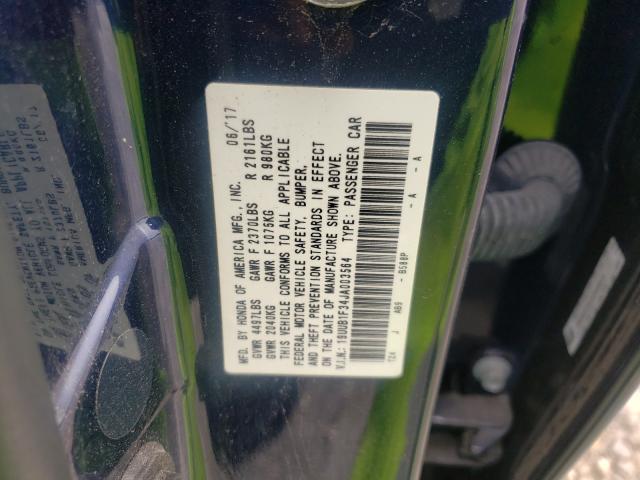 MFD. BY HONDA OF AMERICA MFG., INC. 06/'17
GVWR 4497LBS GAWR F 2370LBS R 2161LBS
GVWR 2040KG GAWR F 1075KG R 980KG
THIS VEHICLE CONFORMS TO ALL APPLICABLE
FEDERAL MOTOR VEHICLE SAFETY, BUMPER,
AND THEFT PREVENTION STANDARDS IN EFFECT
ON THE DATE OF MANUFACTURE SHOWN ABOVE.
V.I.N.: 19UUB1F34JA003564 TYPE: PASSENGER CAR
TZ4 J AB9 - B588P - A - A